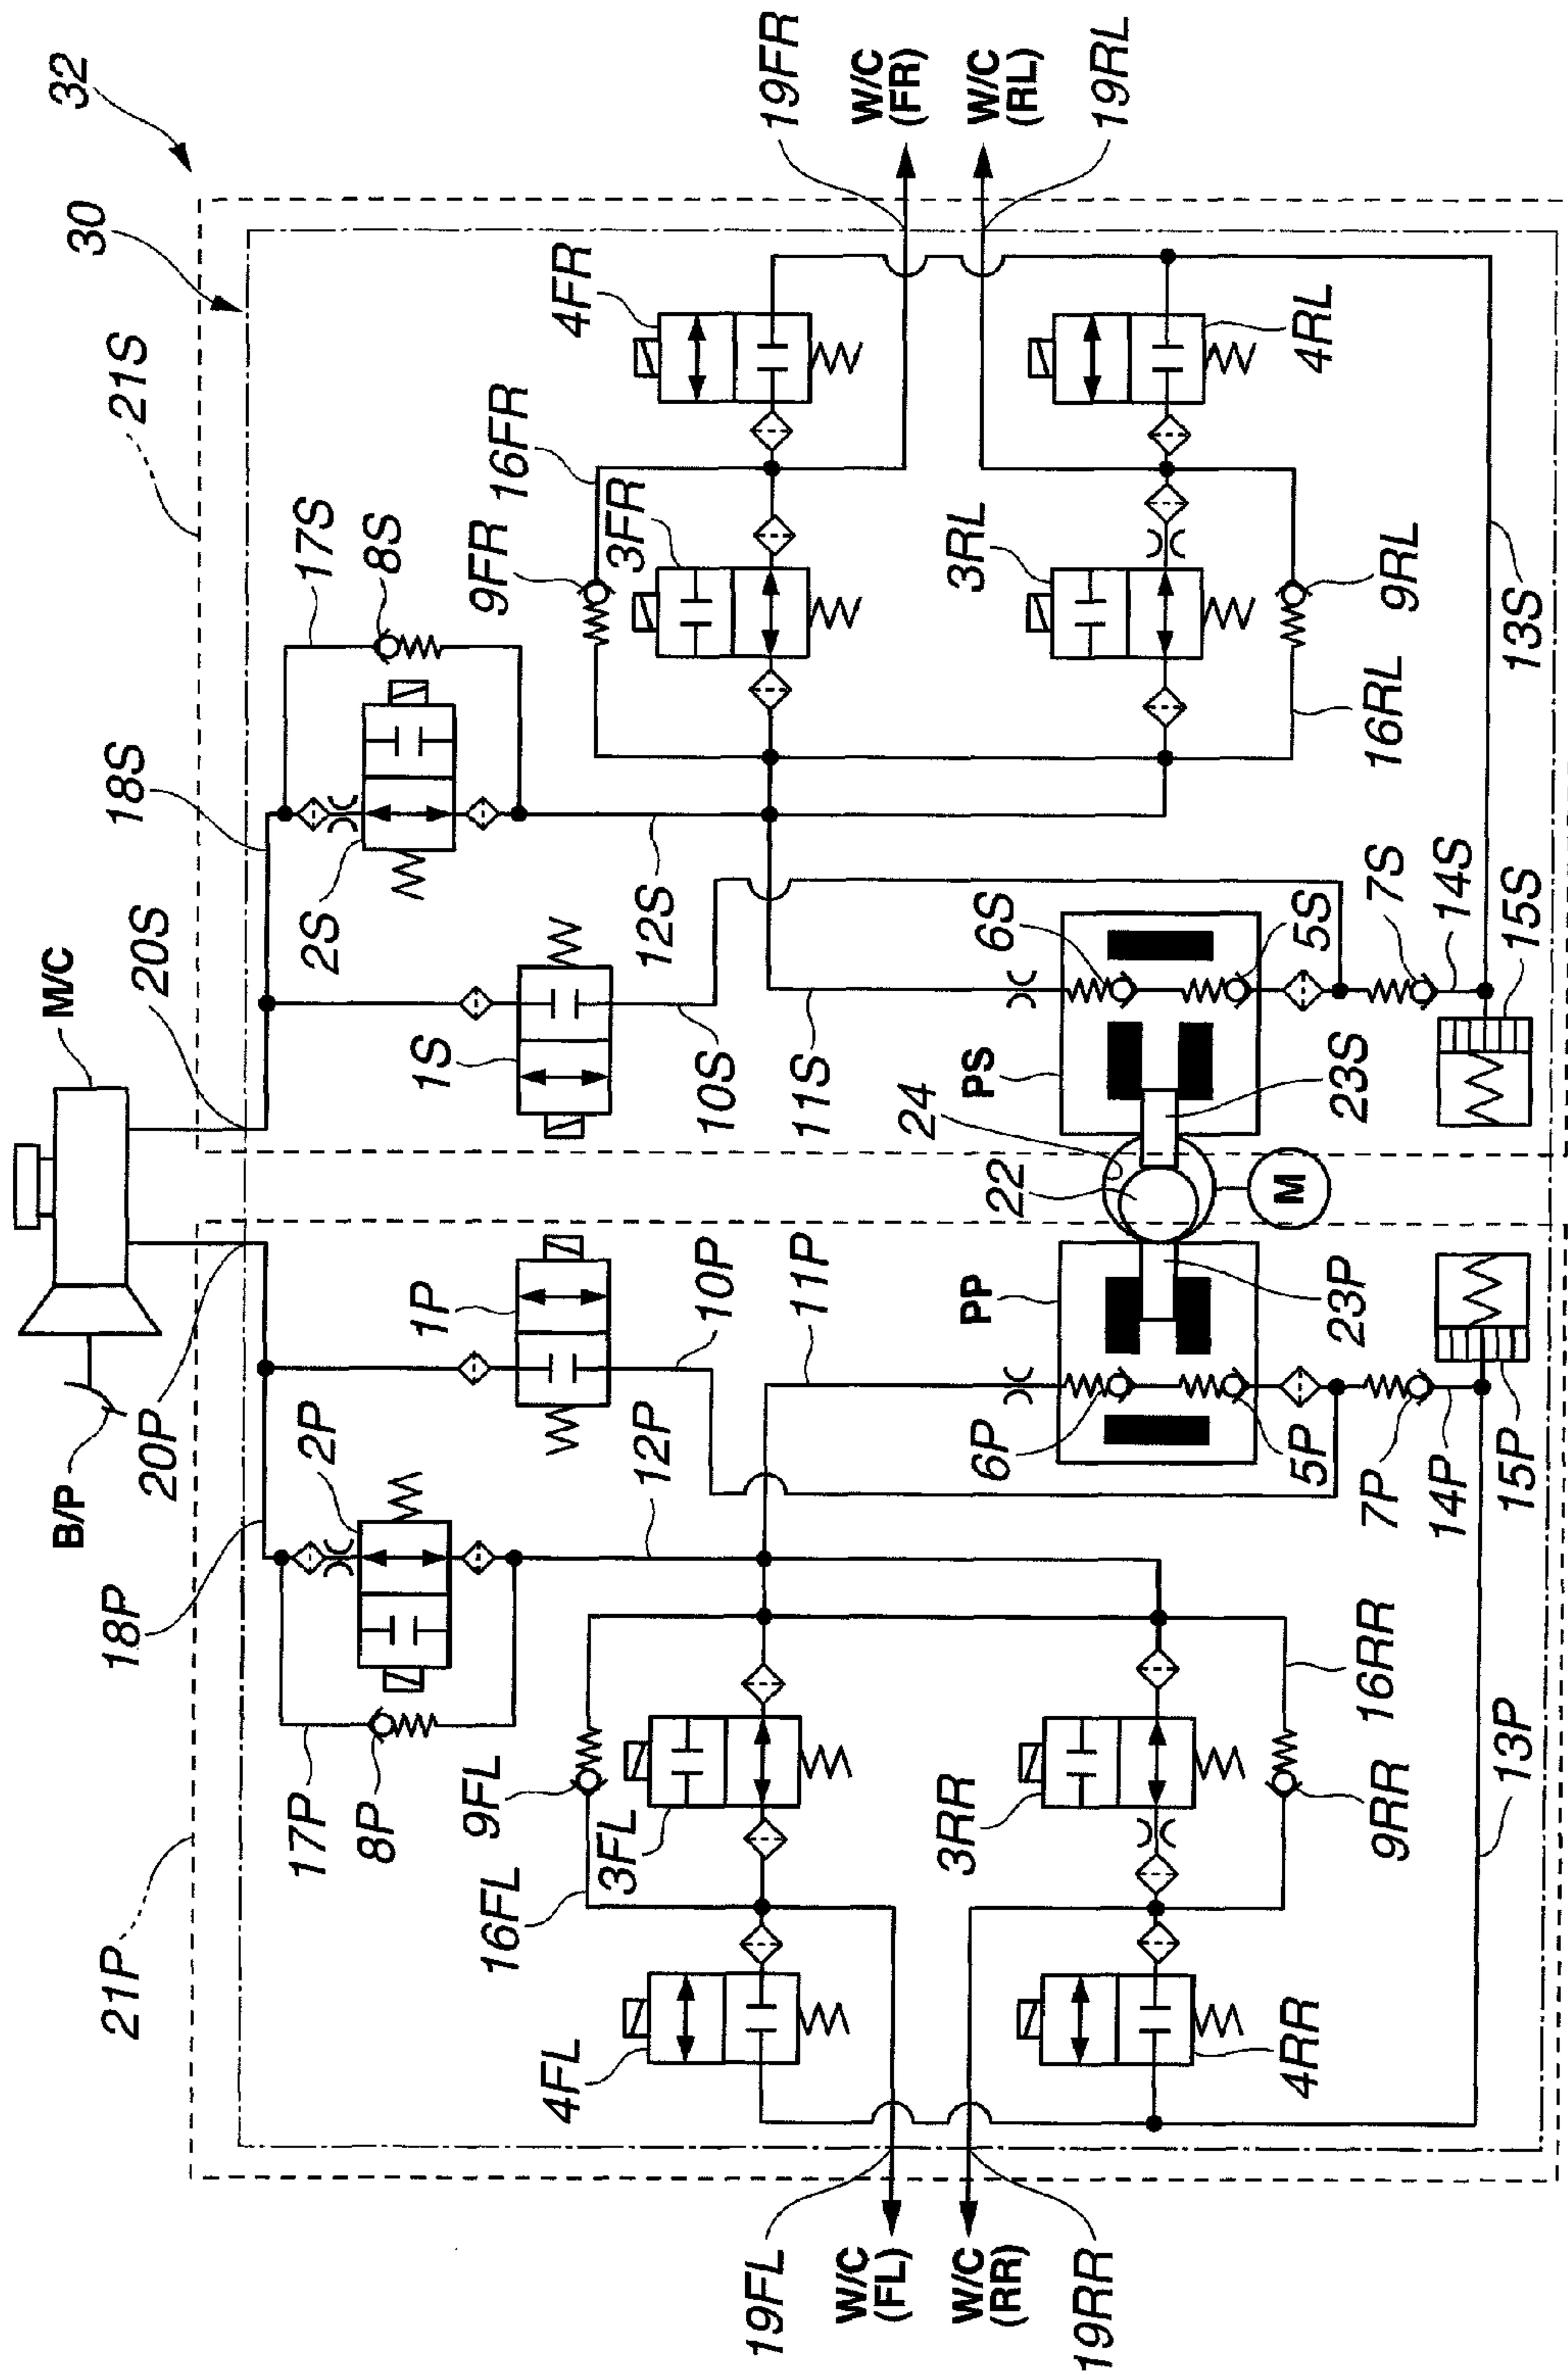 32
30
21S
18S
20S
M/C
B/P
20P
18P
21P
17S
8S
2S
12S
1S
10S
11S
1P
10P
11P
2P
12P
17P
8P
19FR
W/C
(FR)
W/C
(RL)
19RL
4FR
16FR
9FR
3FR
4RL
3RL
9RL
16RL
13S
6S
5S
7S
14S
15S
PS
23S
24
22
M
PP
23P
6P
5P
7P
14P
15P
9FL
3FL
16FL
4FL
3RR
16RR
9RR
4RR
13P
19FL
W/C
(FL)
W/C
(RR)
19RR